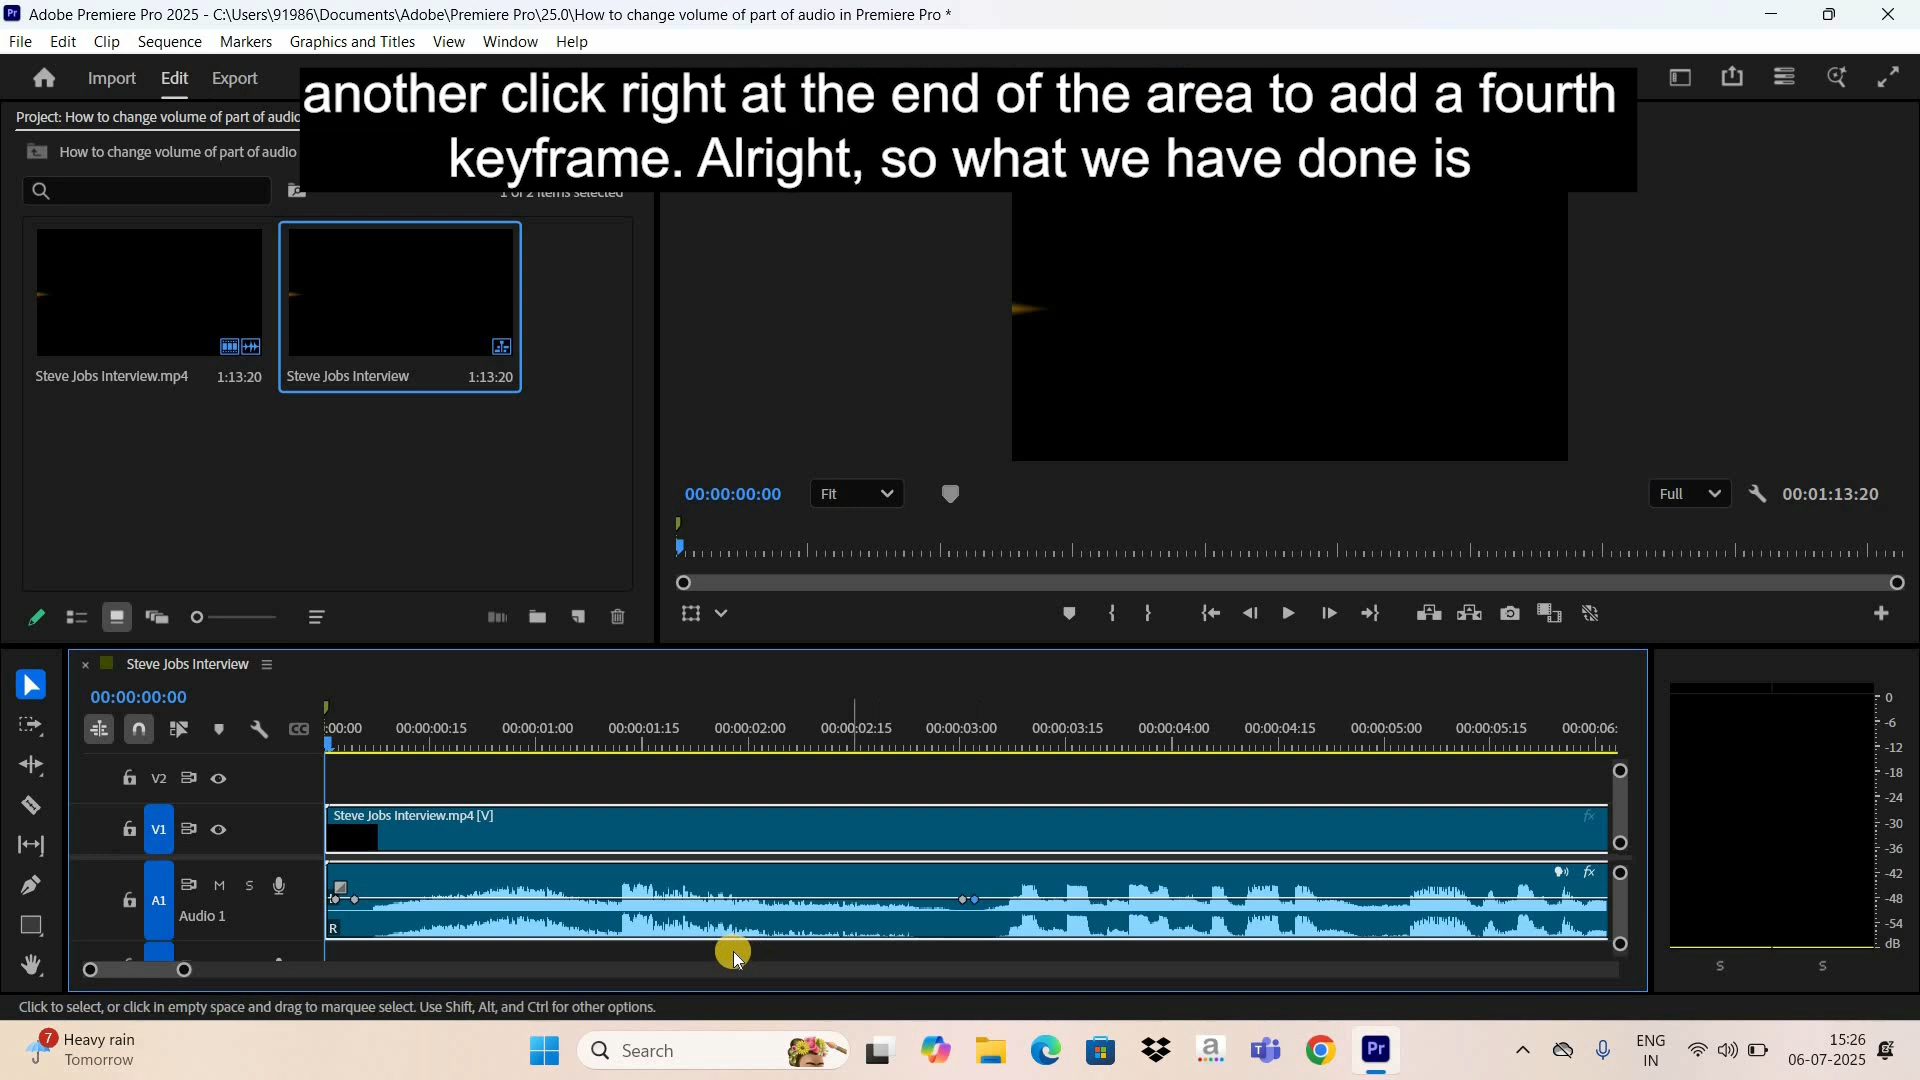 Adobe Premiere Pro 2025 - C:\Users\91986\Documents\Adobe\Premiere Pro\25.0\How to change volume of part of audio in Premiere Pro *
File Edit Clip Sequence Markers Graphics and Titles View Window Help
Import Edit Export
another click right at the end of the area to add a fourth
keyframe. Alright, so what we have done is
Project: How to change volume of part of audio
How to change volume of part of audio
1 of 2 items selected
Steve Jobs Interview.mp4 1:13:20
Steve Jobs Interview 1:13:20
00:00:00:00 Fit Full 00:01:13:20
Steve Jobs Interview
00:00:00:00
:00:00 00:00:00:15 00:00:01:00 00:00:01:15 00:00:02:00 00:00:02:15 00:00:03:00 00:00:03:15 00:00:04:00 00:00:04:15 00:00:05:00 00:00:05:15 00:00:06:
CC
V2
V1
Steve Jobs Interview.mp4 [V]
fx
A1 M S
Audio 1
fx
R
0
-6
-12
-18
-24
-30
-36
-42
-48
-54
dB
S S
Click to select, or click in empty space and drag to marquee select. Use Shift, Alt, and Ctrl for other options.
7
Heavy rain
Tomorrow
Search
a
Pr
ENG
IN
15:26
06-07-2025